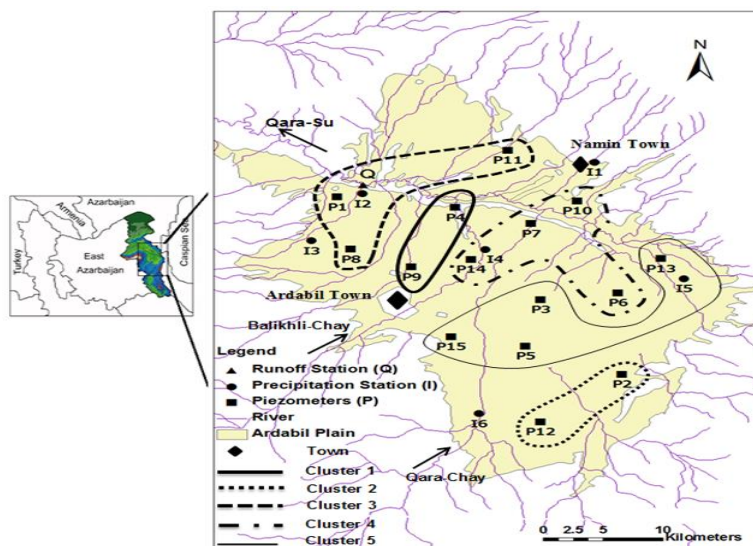 N
Qara-Su
Namin Town
P11
I1
Q
P1
I2
P10
P4
P7
I3
P8
I4
P14
P9
P13
I5
P6
Ardabil Town
P3
Balikhli-Chay
P15
P5
P2
P12
I6
Qara-Chay
Azarbaijan
Armenia
Turkey
East
Azarbaijan
Caspian Sea
Legend
Runoff Station (Q)
Precipitation Station (I)
Piezometers (P)
River
Ardabil Plain
Town
Cluster 1
Cluster 2
Cluster 3
Cluster 4
Cluster 5
0 2.5 5 10
Kilometers